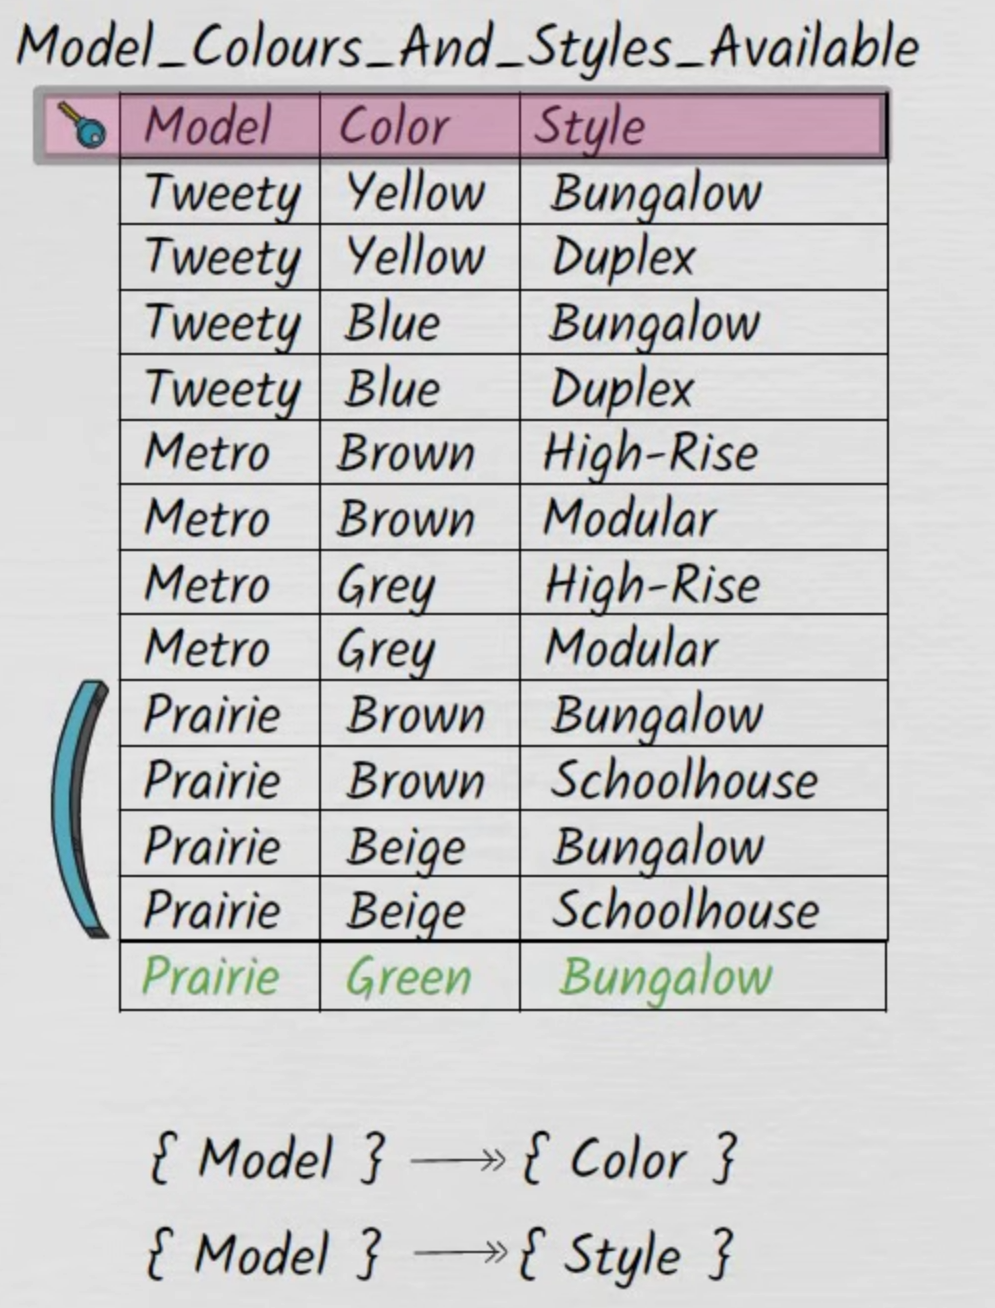 Model_Colours_And_Styles_Available
Model Color Style
Tweety Yellow Bungalow
Tweety Yellow Duplex
Tweety Blue Bungalow
Tweety Blue Duplex
Metro Brown High-Rise
Metro Brown Modular
Metro Grey High-Rise
Metro Grey Modular
Prairie Brown Bungalow
Prairie Brown Schoolhouse
Prairie Beige Bungalow
Prairie Beige Schoolhouse
Prairie Green Bungalow
{ Model } ↠ { Color }
{ Model } ↠ { Style }